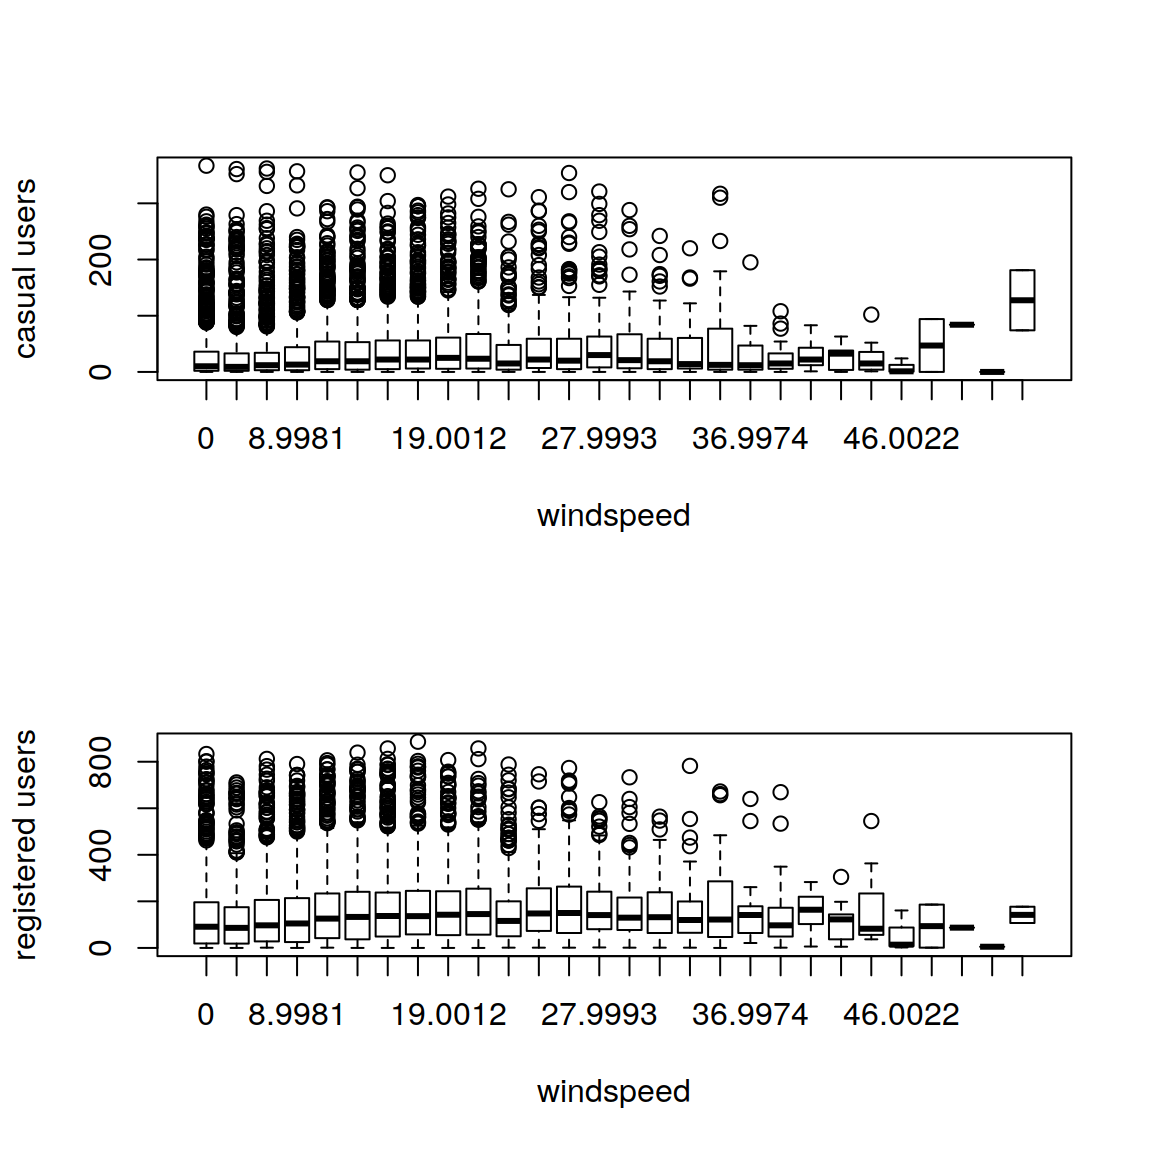 casual users
200
0
0 8.9981 19.0012 27.9993 36.9974 46.0022
windspeed
registered users
800
400
0
0 8.9981 19.0012 27.9993 36.9974 46.0022
windspeed